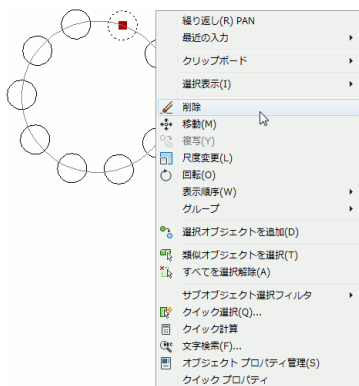 繰り返し(R) PAN
最近の入力
クリップボード
選択表示(I)
削除
移動(M)
複写(Y)
尺度変更(L)
回転(O)
表示順序(W)
グループ
選択オブジェクトを追加(D)
類似オブジェクトを選択(T)
すべてを選択解除(A)
サブオブジェクト選択フィルタ
クイック選択(Q)...
クイック計算
文字検索(F)...
オブジェクト プロパティ管理(S)
クイック プロパティ